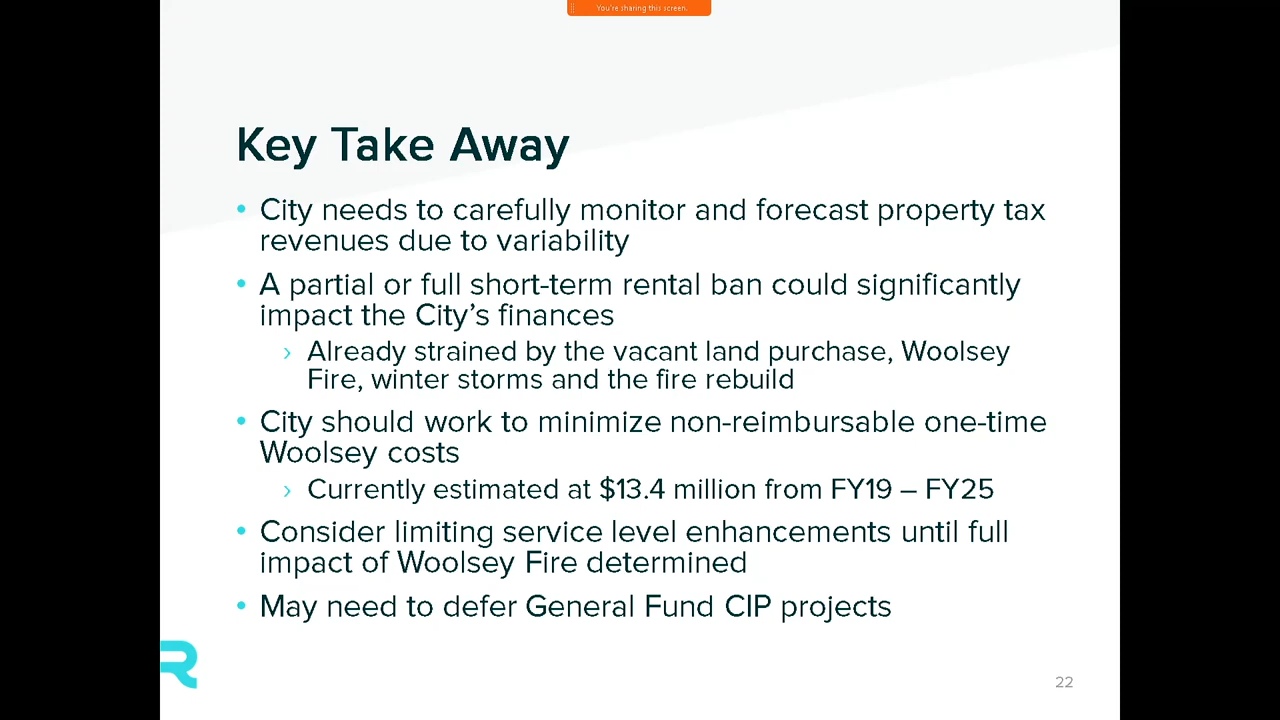 You're sharing this screen.
Key Take Away
• City needs to carefully monitor and forecast property tax
revenues due to variability
• A partial or full short-term rental ban could significantly
impact the City's finances
› Already strained by the vacant land purchase, Woolsey
Fire, winter storms and the fire rebuild
• City should work to minimize non-reimbursable one-time
Woolsey costs
› Currently estimated at $13.4 million from FY19 – FY25
• Consider limiting service level enhancements until full
impact of Woolsey Fire determined
• May need to defer General Fund CIP projects
R
22